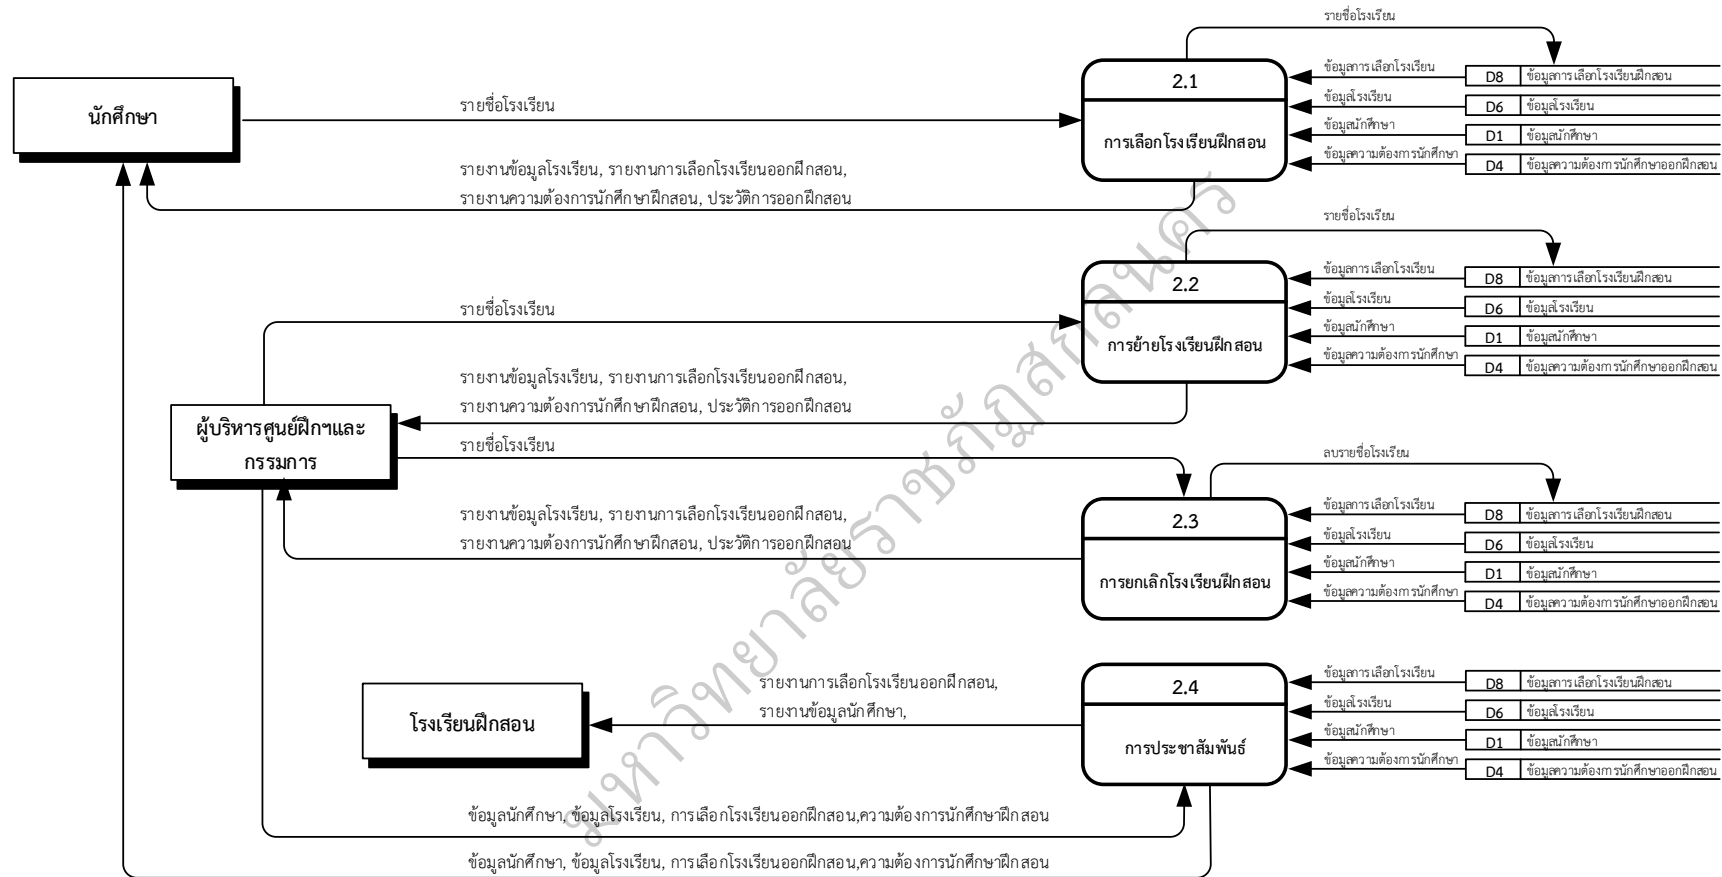 รายชื่อโรงเรียน
นักศึกษา
รายชื่อโรงเรียน
2.1
การเลือกโรงเรียนฝึกสอน
ข้อมูลการเลือกโรงเรียน
D8 ข้อมูลการเลือกโรงเรียนฝึกสอน
ข้อมูลโรงเรียน
D6 ข้อมูลโรงเรียน
ข้อมูลนักศึกษา
D1 ข้อมูลนักศึกษา
ข้อมูลความต้องการนักศึกษา
D4 ข้อมูลความต้องการนักศึกษาออกฝึกสอน
รายงานข้อมูลโรงเรียน, รายงานการเลือกโรงเรียนออกฝึกสอน,
รายงานความต้องการนักศึกษาฝึกสอน, ประวัติการออกฝึกสอน
รายชื่อโรงเรียน
รายชื่อโรงเรียน
2.2
การย้ายโรงเรียนฝึกสอน
ข้อมูลการเลือกโรงเรียน
D8 ข้อมูลการเลือกโรงเรียนฝึกสอน
ข้อมูลโรงเรียน
D6 ข้อมูลโรงเรียน
ข้อมูลนักศึกษา
D1 ข้อมูลนักศึกษา
ข้อมูลความต้องการนักศึกษา
D4 ข้อมูลความต้องการนักศึกษาออกฝึกสอน
รายงานข้อมูลโรงเรียน, รายงานการเลือกโรงเรียนออกฝึกสอน,
รายงานความต้องการนักศึกษาฝึกสอน, ประวัติการออกฝึกสอน
ผู้บริหารศูนย์ฝึกฯและ
กรรมการ
รายชื่อโรงเรียน
ลบรายชื่อโรงเรียน
2.3
การยกเลิกโรงเรียนฝึกสอน
ข้อมูลการเลือกโรงเรียน
D8 ข้อมูลการเลือกโรงเรียนฝึกสอน
ข้อมูลโรงเรียน
D6 ข้อมูลโรงเรียน
ข้อมูลนักศึกษา
D1 ข้อมูลนักศึกษา
ข้อมูลความต้องการนักศึกษา
D4 ข้อมูลความต้องการนักศึกษาออกฝึกสอน
รายงานข้อมูลโรงเรียน, รายงานการเลือกโรงเรียนออกฝึกสอน,
รายงานความต้องการนักศึกษาฝึกสอน, ประวัติการออกฝึกสอน
โรงเรียนฝึกสอน
รายงานการเลือกโรงเรียนออกฝึกสอน,
รายงานข้อมูลนักศึกษา,
2.4
การประชาสัมพันธ์
ข้อมูลการเลือกโรงเรียน
D8 ข้อมูลการเลือกโรงเรียนฝึกสอน
ข้อมูลโรงเรียน
D6 ข้อมูลโรงเรียน
ข้อมูลนักศึกษา
D1 ข้อมูลนักศึกษา
ข้อมูลความต้องการนักศึกษา
D4 ข้อมูลความต้องการนักศึกษาออกฝึกสอน
ข้อมูลนักศึกษา, ข้อมูลโรงเรียน, การเลือกโรงเรียนออกฝึกสอน,ความต้องการนักศึกษาฝึกสอน
ข้อมูลนักศึกษา, ข้อมูลโรงเรียน, การเลือกโรงเรียนออกฝึกสอน,ความต้องการนักศึกษาฝึกสอน
มหาวิทยาลัยราชภัฏสกลนคร